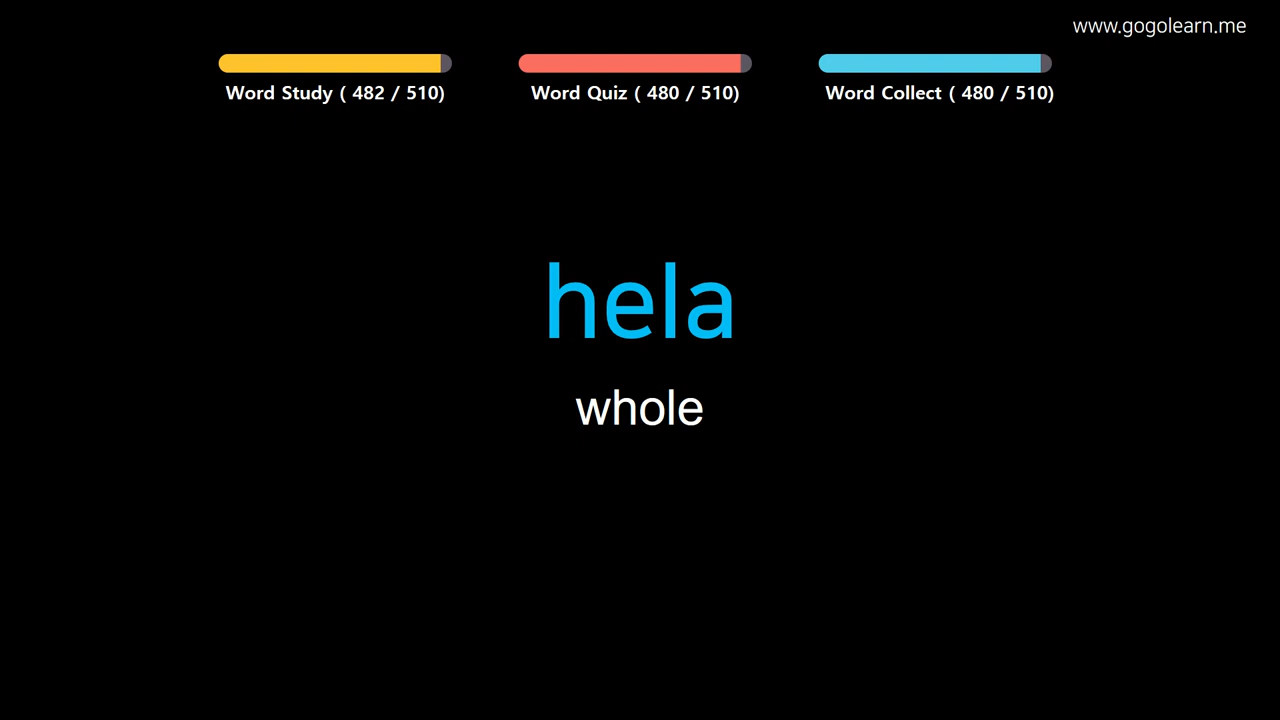 www.gogolearn.me
Word Study ( 482 / 510)
Word Quiz ( 480 / 510)
Word Collect ( 480 / 510)
hela
whole